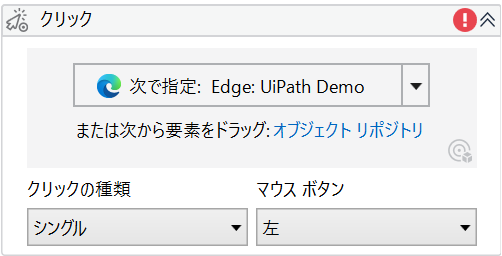 クリック
次で指定: Edge: UiPath Demo
または次から要素をドラッグ: オブジェクト リポジトリ
クリックの種類 マウス ボタン
シングル 左